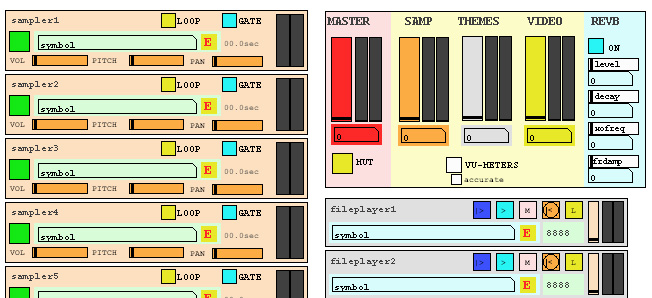 sampler1
LOOP
GATE
symbol
E
00.0sec
VOL
PITCH
PAN
sampler2
LOOP
GATE
symbol
E
00.0sec
VOL
PITCH
PAN
sampler3
LOOP
GATE
symbol
E
00.0sec
VOL
PITCH
PAN
sampler4
LOOP
GATE
symbol
E
00.0sec
VOL
PITCH
PAN
sampler5
LOOP
GATE
MASTER
SAMP
THEMES
VIDEO
REVB
ON
level
0
decay
0
xofreq
0
frdamp
0
0
0
0
0
MUT
VU-METERS
accurate
fileplayer1
|>
>
M
|<
L
symbol
E
8888
fileplayer2
|>
>
M
|<
L
symbol
E
8888